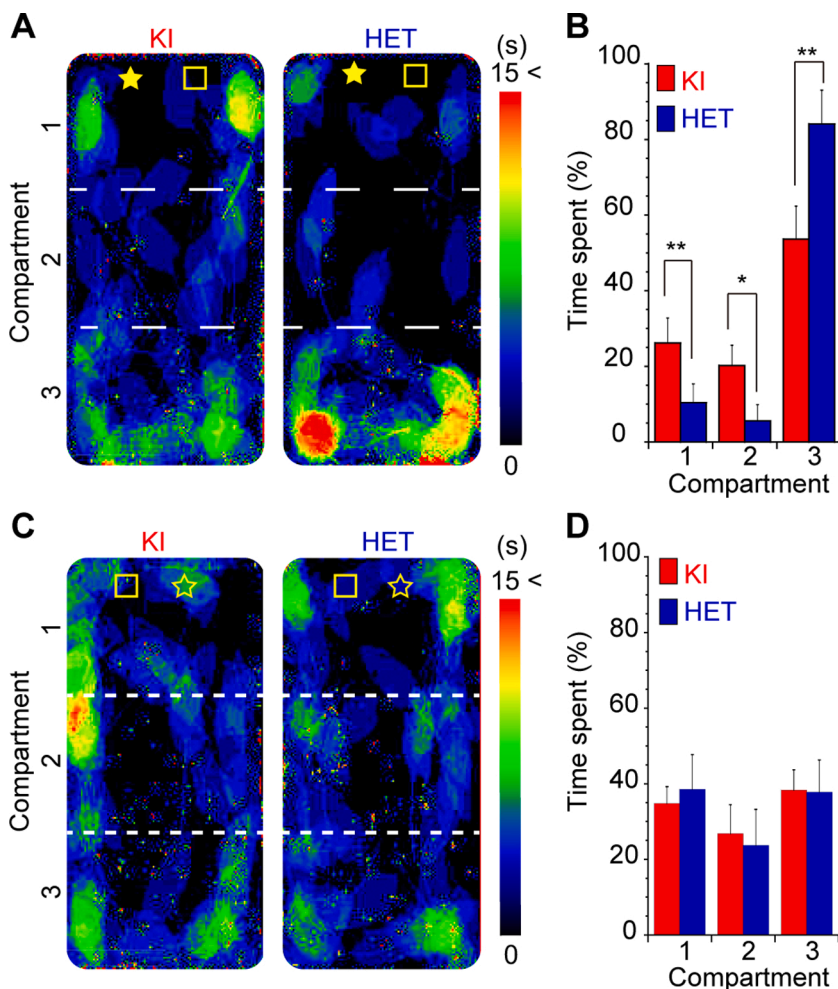 A
KI
HET
(s)
15 <
0
Compartment
1
2
3
B
Time spent (%)
100
80
60
40
20
0
KI
HET
**
*
**
1
2
3
Compartment
C
KI
HET
(s)
15 <
0
Compartment
1
2
3
D
Time spent (%)
100
80
60
40
20
0
KI
HET
1
2
3
Compartment